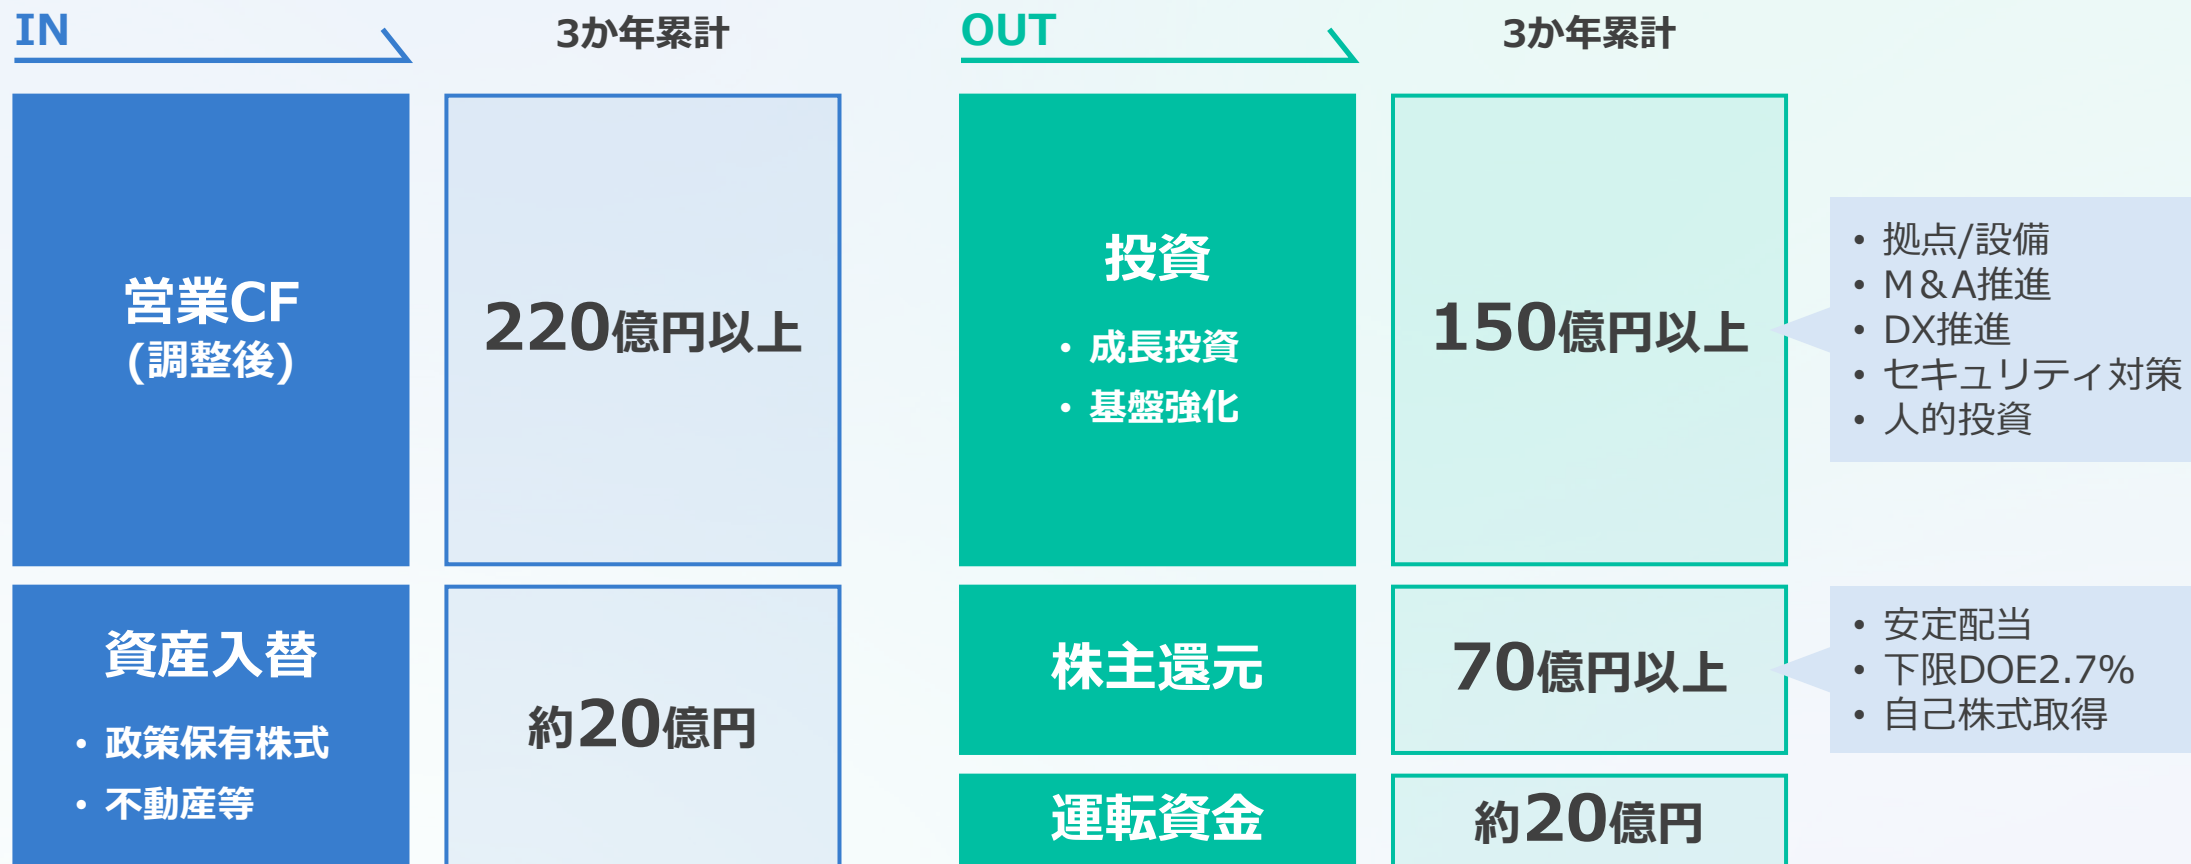 IN
3か年累計
営業CF
(調整後)
220億円以上
資産入替
・政策保有株式
・不動産等
約20億円
OUT
3か年累計
投資
・成長投資
・基盤強化
150億円以上
• 拠点/設備
• M&A推進
• DX推進
• セキュリティ対策
• 人的投資
株主還元
70億円以上
• 安定配当
• 下限DOE2.7%
• 自己株式取得
運転資金
約20億円